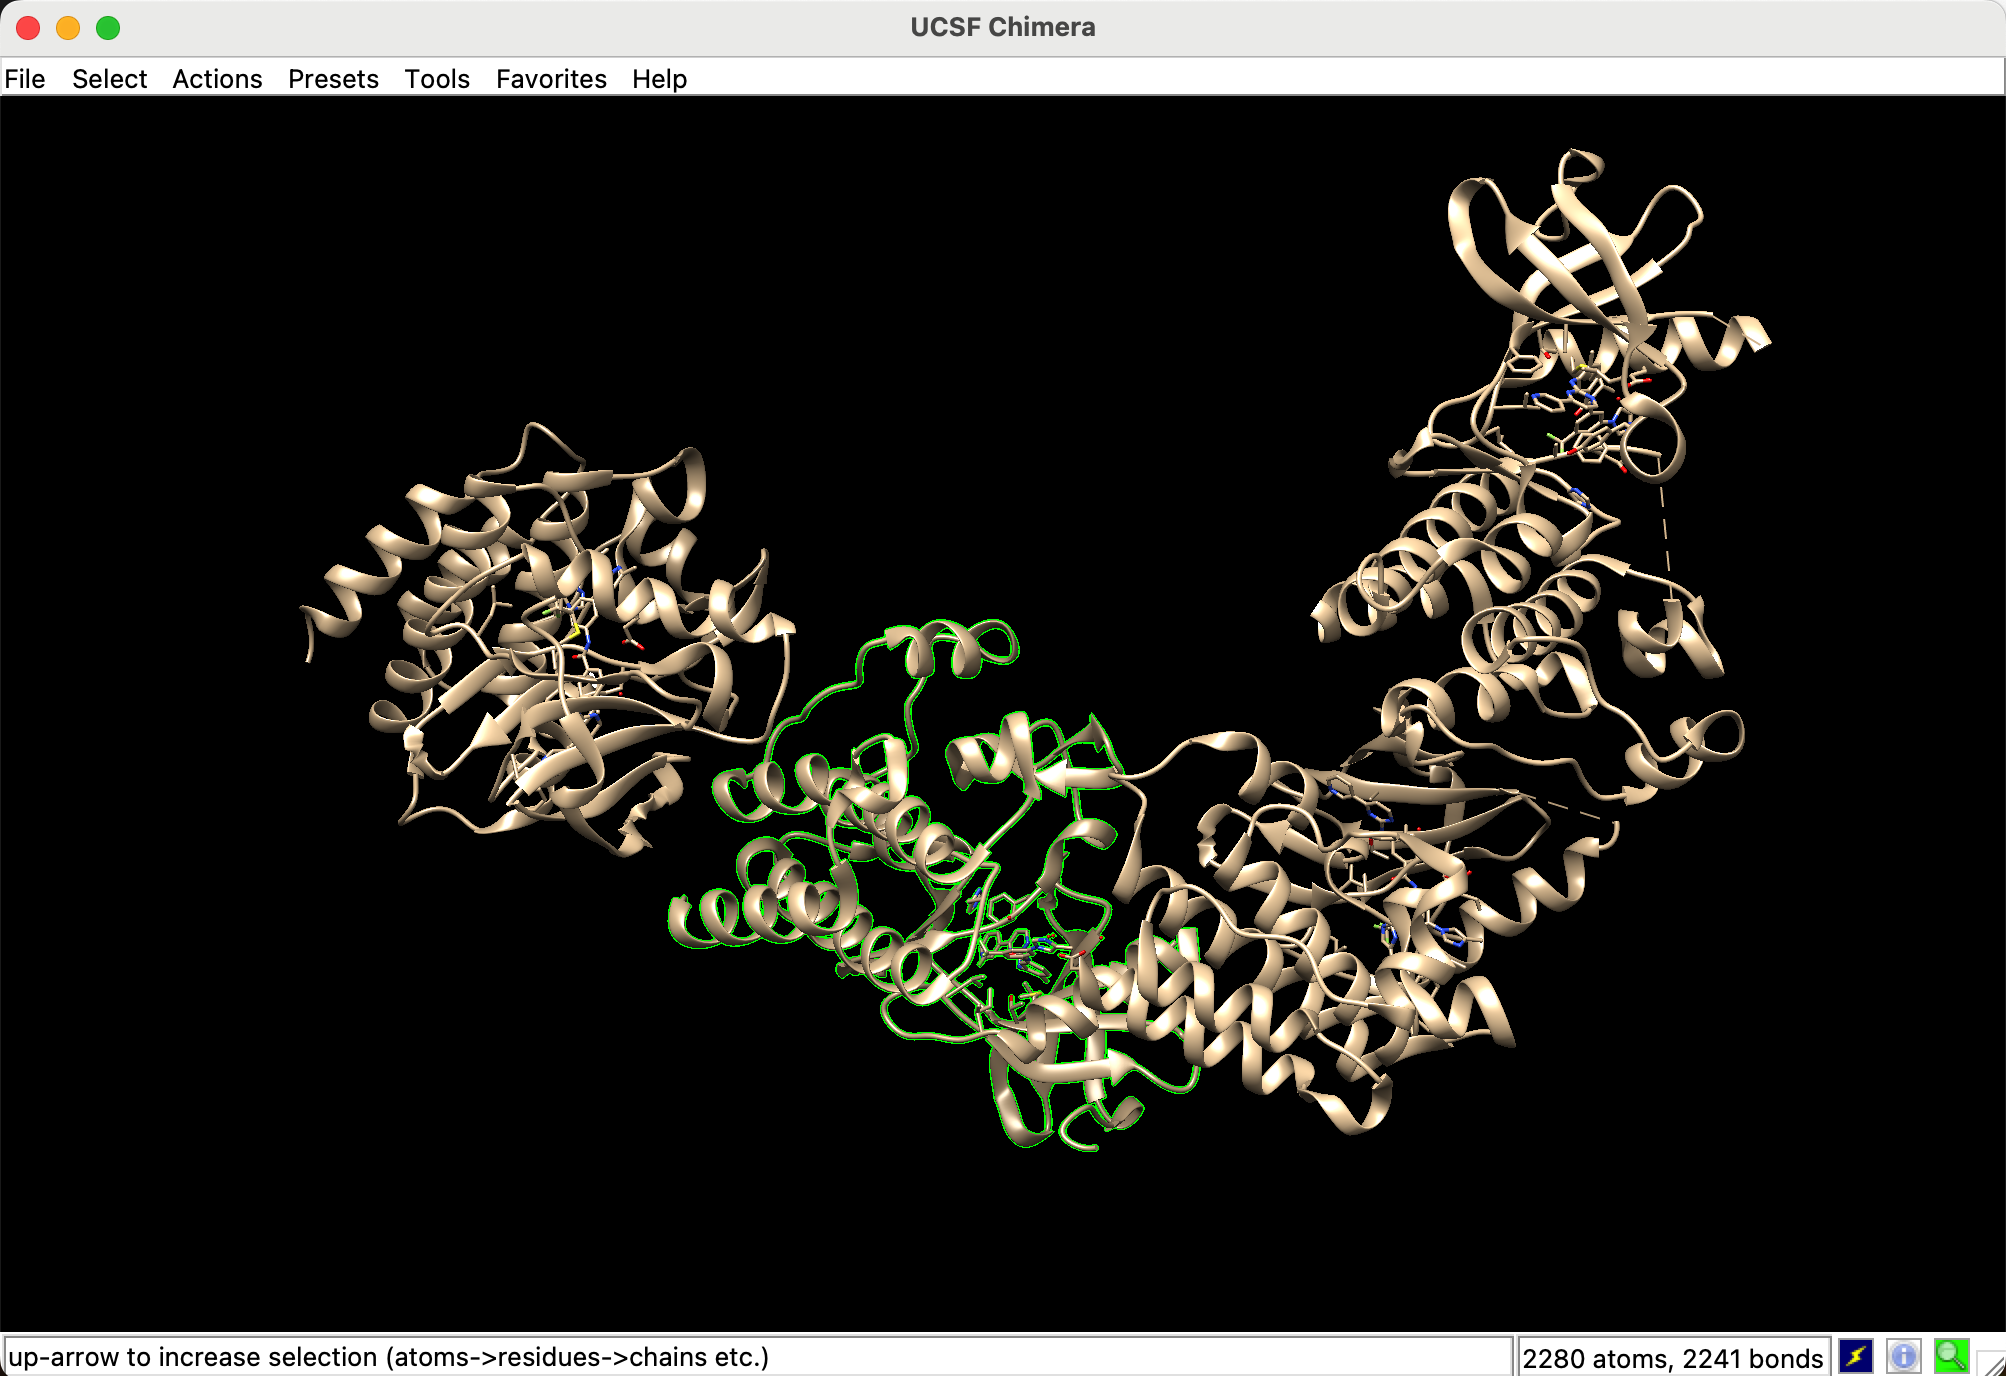 UCSF Chimera
File Select Actions Presets Tools Favorites Help
up-arrow to increase selection (atoms->residues->chains etc.)
2280 atoms, 2241 bonds